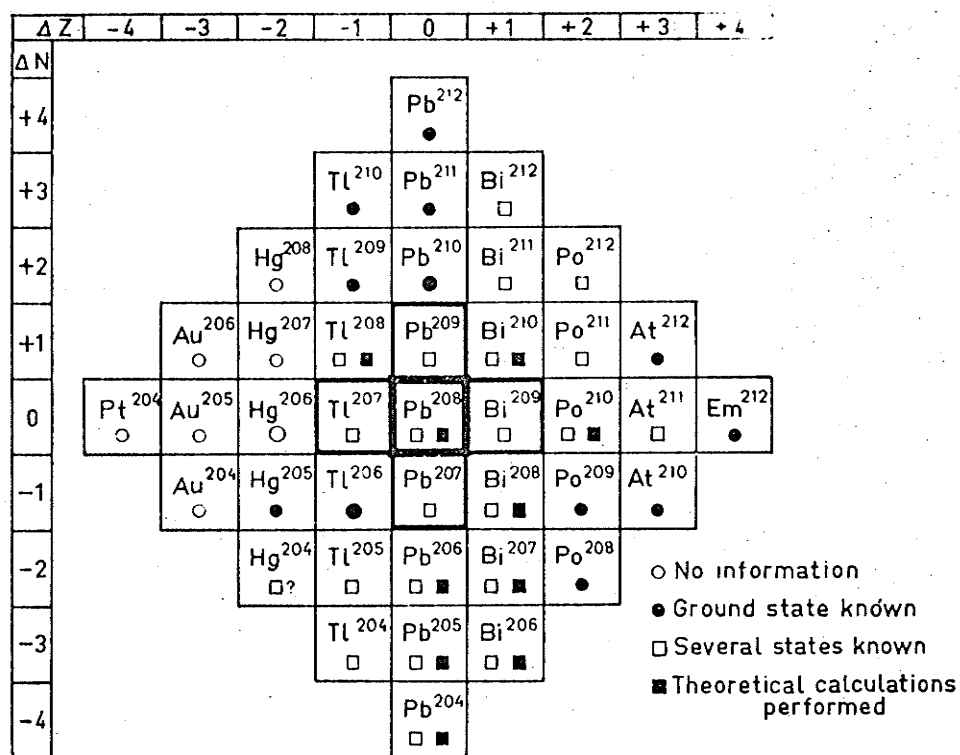 ΔZ -4 -3 -2 -1 0 +1 +2 +3 +4
ΔN
+4 Pb²¹²
+3 Tl²¹⁰ Pb²¹¹ Bi²¹²
+2 Hg²⁰⁸ Tl²⁰⁹ Pb²¹⁰ Bi²¹¹ Po²¹²
+1 Au²⁰⁶ Hg²⁰⁷ Tl²⁰⁸ Pb²⁰⁹ Bi²¹⁰ Po²¹¹ At²¹²
0 Pt²⁰⁴ Au²⁰⁵ Hg²⁰⁶ Tl²⁰⁷ Pb²⁰⁸ Bi²⁰⁹ Po²¹⁰ At²¹¹ Em²¹²
-1 Au²⁰⁴ Hg²⁰⁵ Tl²⁰⁶ Pb²⁰⁷ Bi²⁰⁸ Po²⁰⁹ At²¹⁰
-2 Hg²⁰⁴ ? Tl²⁰⁵ Pb²⁰⁶ Bi²⁰⁷ Po²⁰⁸
-3 Tl²⁰⁴ Pb²⁰⁵ Bi²⁰⁶
-4 Pb²⁰⁴
○ No information
● Ground state known
□ Several states known
■ Theoretical calculations
performed